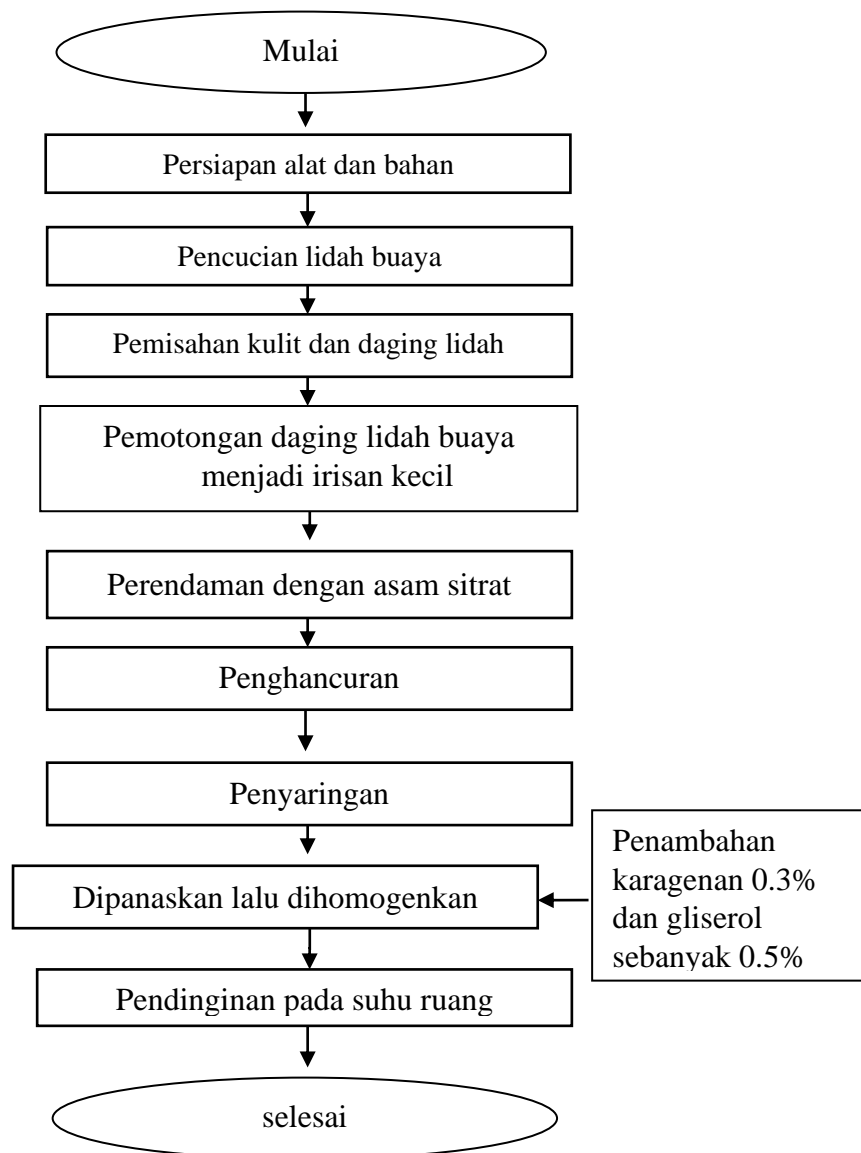 Mulai
Persiapan alat dan bahan
Pencucian lidah buaya
Pemisahan kulit dan daging lidah
Pemotongan daging lidah buaya
menjadi irisan kecil
Perendaman dengan asam sitrat
Penghancuran
Penyaringan
Penambahan
karagenan 0.3%
dan gliserol
sebanyak 0.5%
Dipanaskan lalu dihomogenkan
Pendinginan pada suhu ruang
selesai